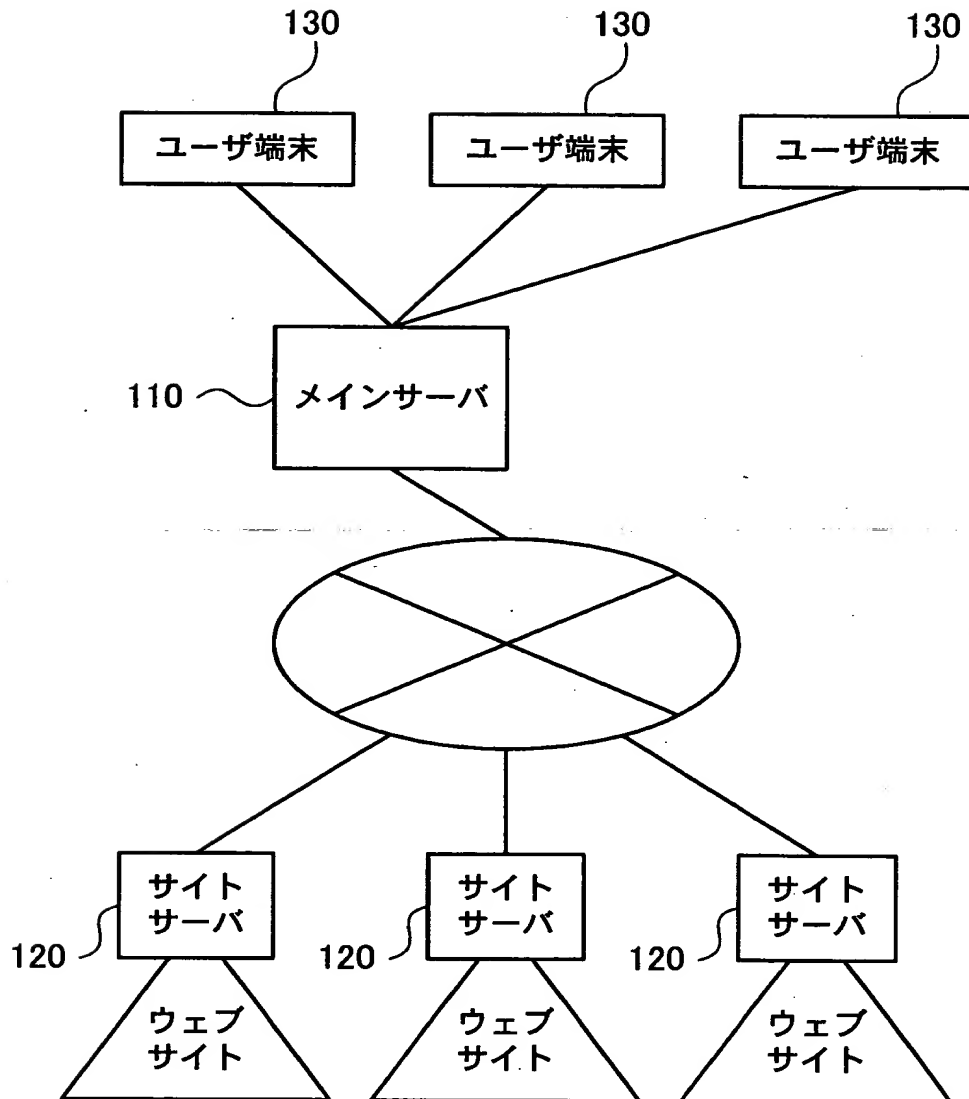 130 130 130
ユーザ端末 ユーザ端末 ユーザ端末
110 メインサーバ
サイト サイト サイト
サーバ サーバ サーバ
120 120 120
ウェブ ウェブ ウェブ
サイト サイト サイト